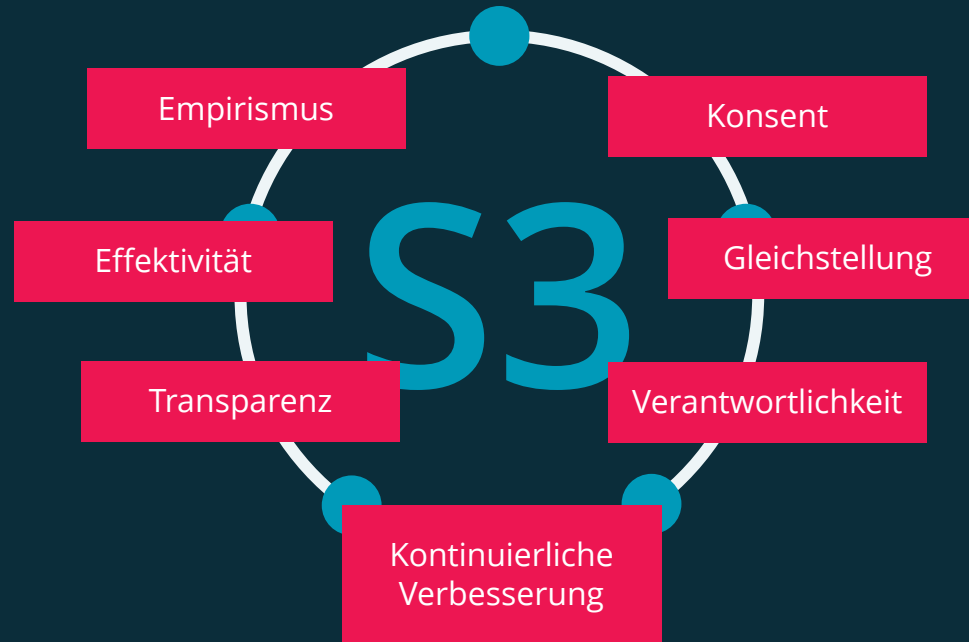 Empirismus
Konsent
Effektivität
S3
Gleichstellung
Transparenz
Verantwortlichkeit
Kontinuierliche
Verbesserung